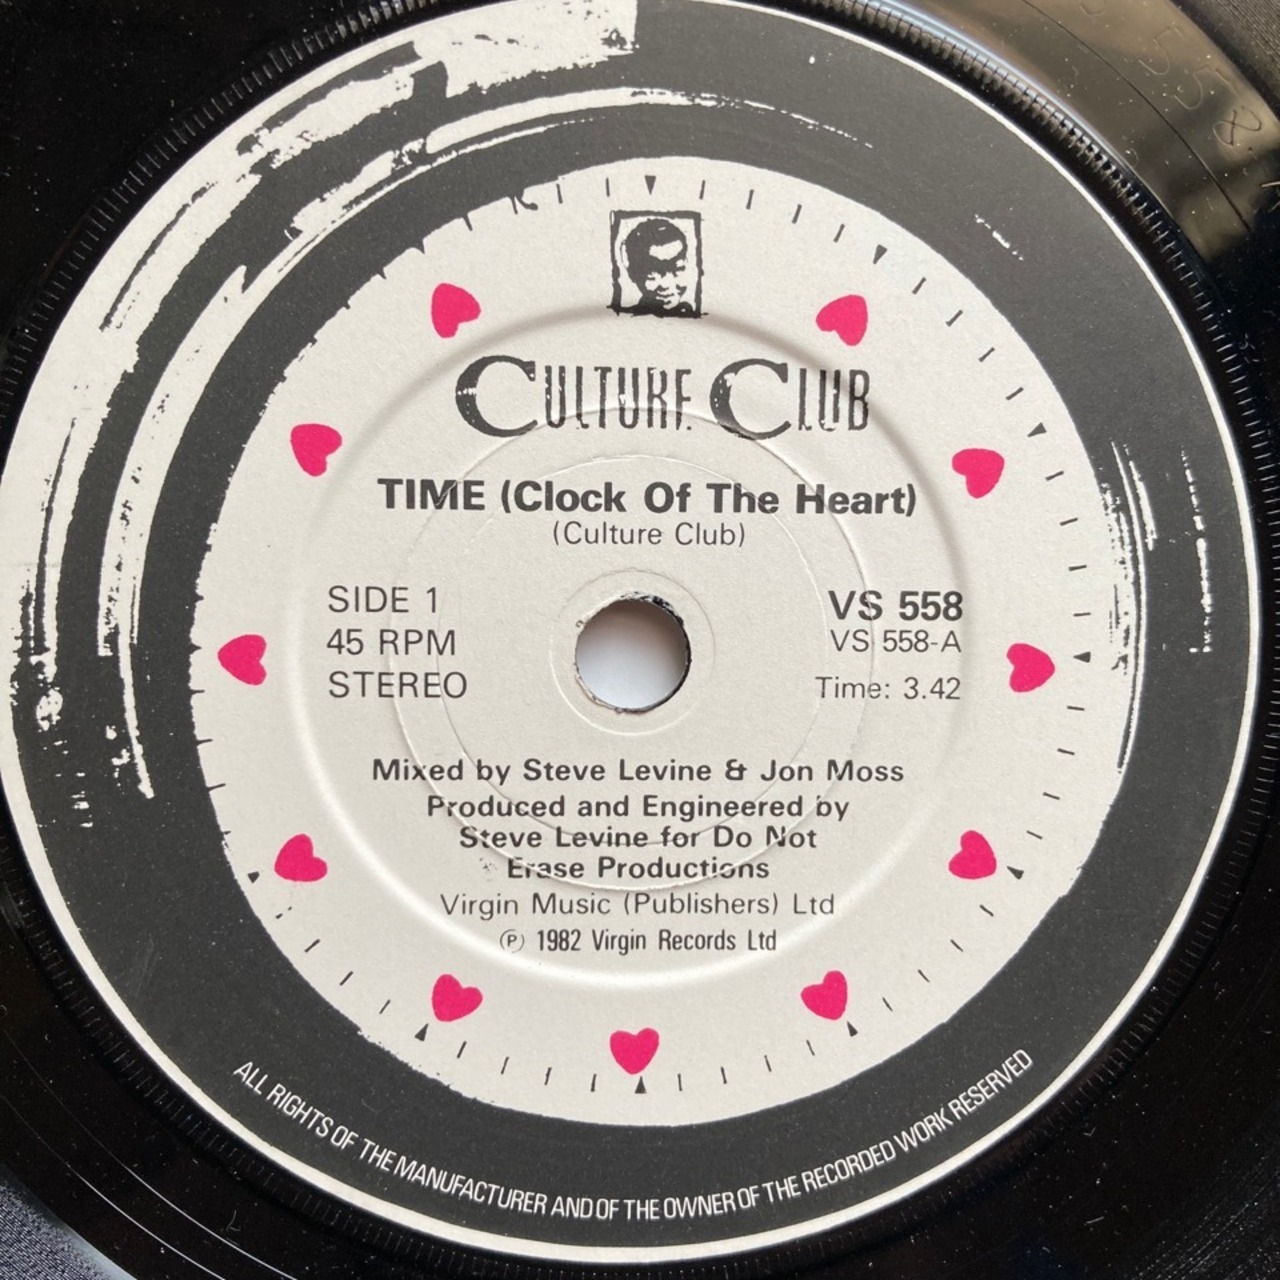 CULTURE CLUB
TIME (Clock Of The Heart)
(Culture Club)
SIDE 1
45 RPM
STEREO
VS 558
VS 558-A
Time: 3.42
Mixed by Steve Levine & Jon Moss
Produced and Engineered by
Steve Levine for Do Not
Erase Productions
Virgin Music (Publishers) Ltd
℗ 1982 Virgin Records Ltd
ALL RIGHTS OF THE MANUFACTURER AND OF THE OWNER OF THE RECORDED WORK RESERVED